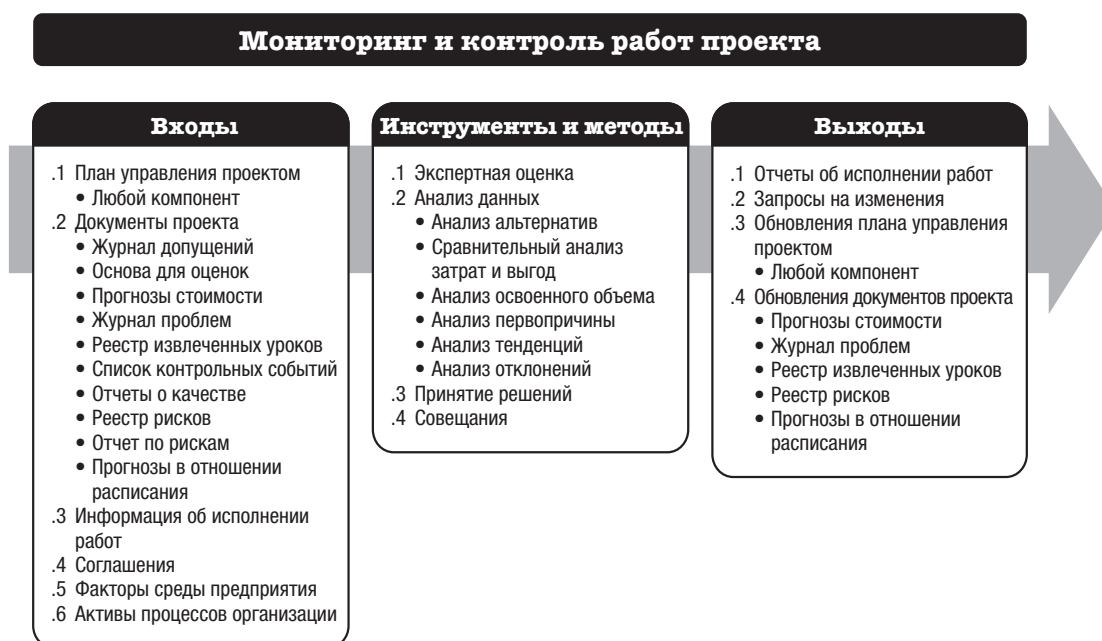 Мониторинг и контроль работ проекта
Входы
.1 План управления проектом
• Любой компонент
.2 Документы проекта
• Журнал допущений
• Основа для оценок
• Прогнозы стоимости
• Журнал проблем
• Реестр извлеченных уроков
• Список контрольных событий
• Отчеты о качестве
• Реестр рисков
• Отчет по рискам
• Прогнозы в отношении
расписания
.3 Информация об исполнении
работ
.4 Соглашения
.5 Факторы среды предприятия
.6 Активы процессов организации
Инструменты и методы
.1 Экспертная оценка
.2 Анализ данных
• Анализ альтернатив
• Сравнительный анализ
затрат и выгод
• Анализ освоенного объема
• Анализ первопричины
• Анализ тенденций
• Анализ отклонений
.3 Принятие решений
.4 Совещания
Выходы
.1 Отчеты об исполнении работ
.2 Запросы на изменения
.3 Обновления плана управления
проектом
• Любой компонент
.4 Обновления документов проекта
• Прогнозы стоимости
• Журнал проблем
• Реестр извлеченных уроков
• Реестр рисков
• Прогнозы в отношении
расписания